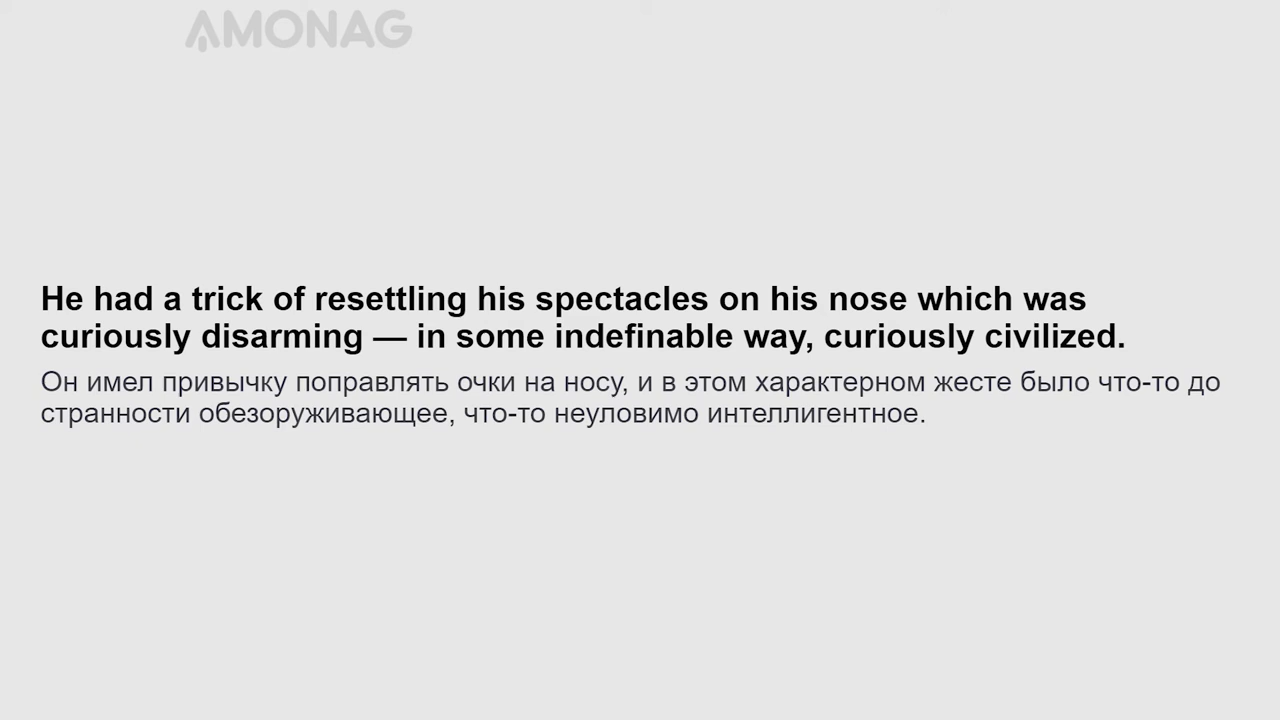 AMONAG
He had a trick of resettling his spectacles on his nose which was
curiously disarming — in some indefinable way, curiously civilized.
Он имел привычку поправлять очки на носу, и в этом характерном жесте было что-то до
странности обезоруживающее, что-то неуловимо интеллигентное.